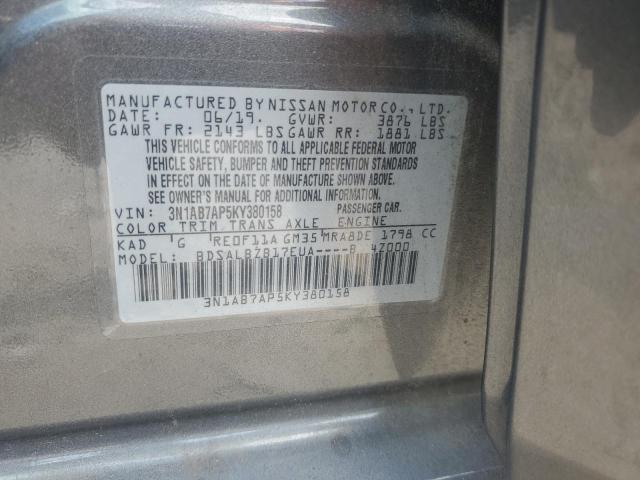 MANUFACTURED BY NISSAN MOTOR CO., LTD.
DATE: 06/19. GVWR: 3876 LBS
GAWR FR: 2143 LBS GAWR RR: 1881 LBS
THIS VEHICLE CONFORMS TO ALL APPLICABLE FEDERAL MOTOR
VEHICLE SAFETY, BUMPER AND THEFT PREVENTION STANDARDS
IN EFFECT ON THE DATE OF MANUFACTURE SHOWN ABOVE.
SEE OWNER'S MANUAL FOR ADDITIONAL INFORMATION
VIN: 3N1AB7AP5KY380158 PASSENGER CAR.
COLOR TRIM TRANS AXLE ENGINE
KAD G RE0F11A GM35 MRA8DE 1798 CC
MODEL: BDSALBZB17EUA----B 4Z000
3N1AB7AP5KY380158